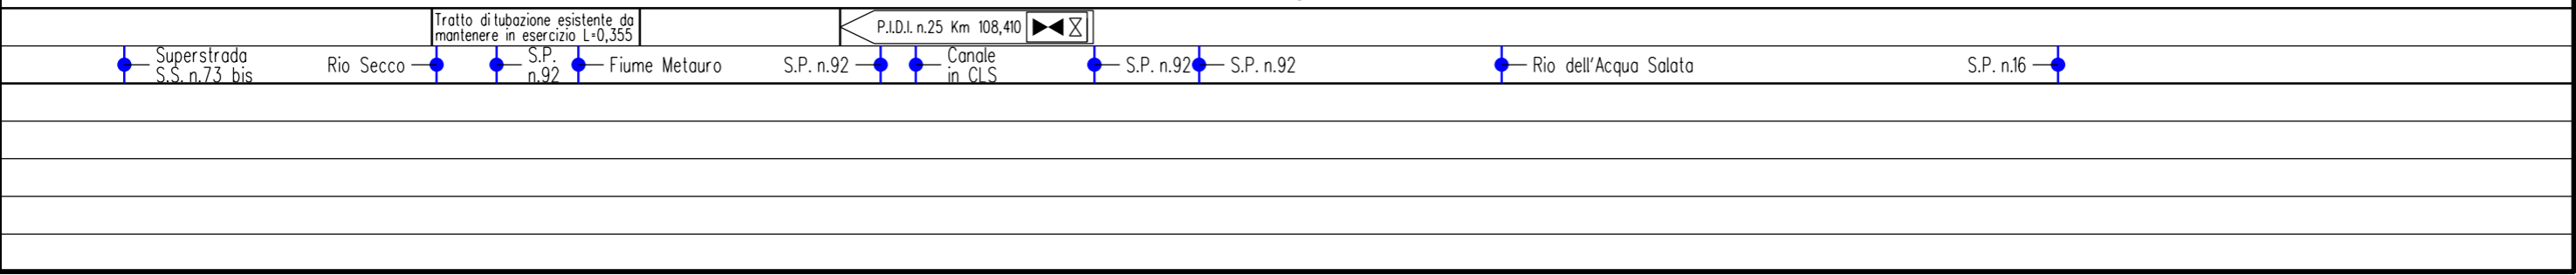 Tratto di tubazione esistente da
mantenere in esercizio L=0,355
P.I.D.I. n.25 Km 108,410
Superstrada
S.S. n.73 bis
Rio Secco
S.P.
n.92
Fiume Metauro
S.P. n.92
Canale
in CLS
S.P. n.92
S.P. n.92
Rio dell'Acqua Salata
S.P. n.16